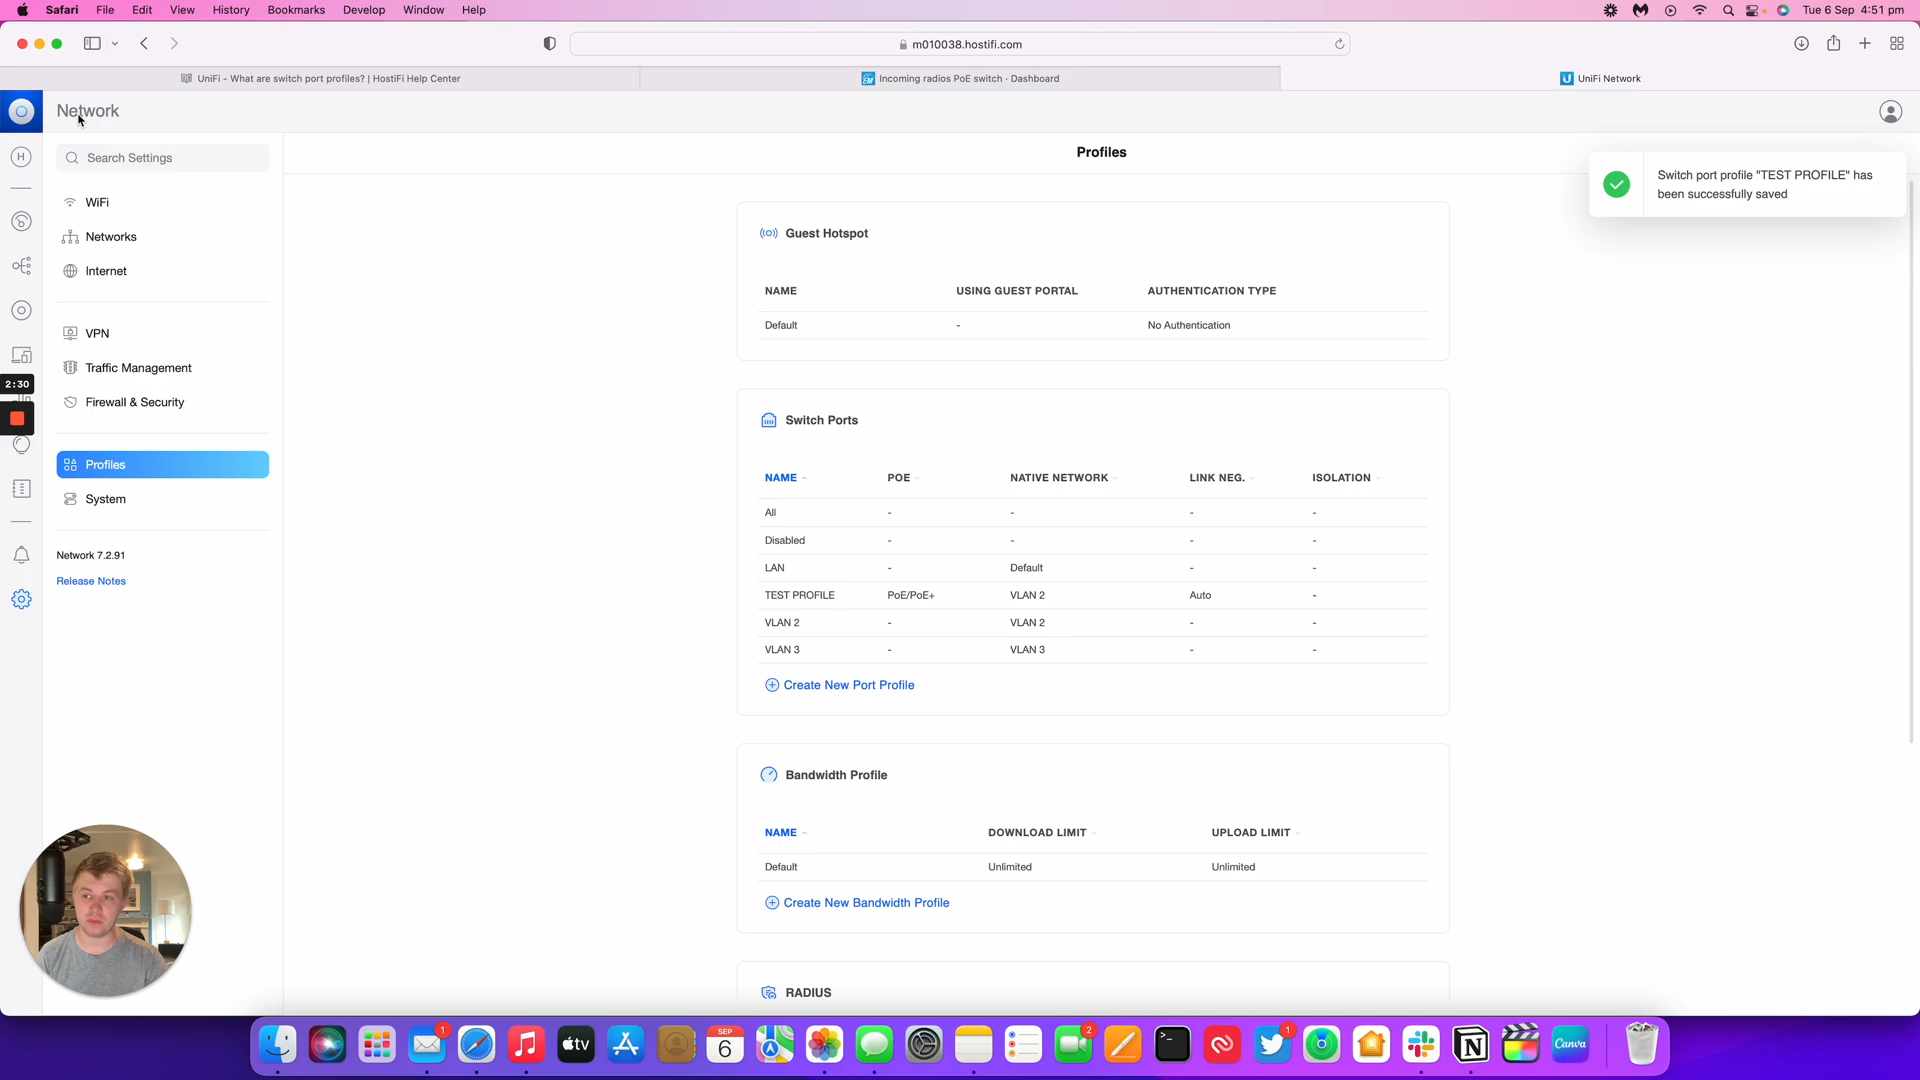 Safari File Edit View History Bookmarks Develop Window Help
Tue 6 Sep 4:51 pm
m010038.hostifi.com
UniFi - What are switch port profiles? | HostiFi Help Center
Incoming radios PoE switch - Dashboard
UniFi Network
Network
Search Settings
WiFi
Networks
Internet
VPN
Traffic Management
Firewall & Security
Profiles
System
Network 7.2.91
Release Notes
H
2:30
Profiles
Switch port profile "TEST PROFILE" has
been successfully saved
Guest Hotspot
NAME USING GUEST PORTAL AUTHENTICATION TYPE
Default - No Authentication
Switch Ports
NAME POE NATIVE NETWORK LINK NEG. ISOLATION
All - - - -
Disabled - - - -
LAN - Default - -
TEST PROFILE PoE/PoE+ VLAN 2 Auto -
VLAN 2 - VLAN 2 - -
VLAN 3 - VLAN 3 - -
Create New Port Profile
Bandwidth Profile
NAME DOWNLOAD LIMIT UPLOAD LIMIT
Default Unlimited Unlimited
Create New Bandwidth Profile
RADIUS
1 tv SEP 6 2 1 N Canva